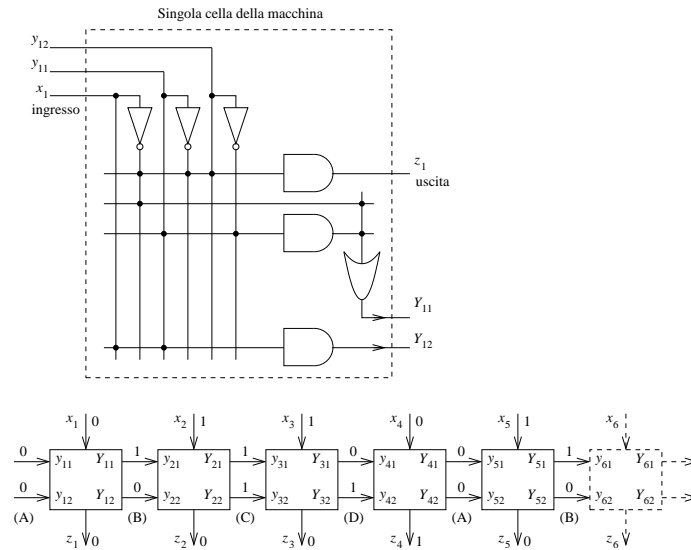 Singola cella della macchina
y12
y11
x1
ingresso
z1
uscita
Y11
Y12
x1 0 x2 1 x3 1 x4 0 x5 1 x6
0 y11 Y11 1 y21 Y21 1 y31 Y31 0 y41 Y41 0 y51 Y51 1 y61 Y61
0 y12 Y12 0 y22 Y22 1 y32 Y32 1 y42 Y42 0 y52 Y52 0 y62 Y62
(A) (B) (C) (D) (A) (B)
z1 0 z2 0 z3 0 z4 1 z5 0 z6